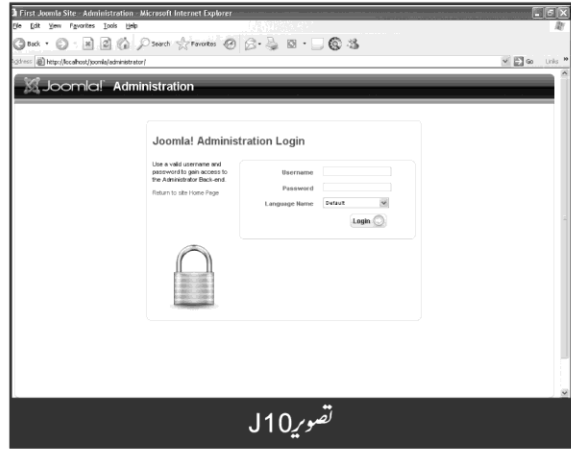 First Joomla Site - Administration - Microsoft Internet Explorer
File Edit View Favorites Tools Help
Back Search Favorites
Address http://localhost/joomla/administrator/ Go Links »
Joomla! Administration
Joomla! Administration Login
Use a valid username and
password to gain access to
the Administrator Back-end.
Return to site Home Page
Username
Password
Language Name Default
Login
تصویر J10